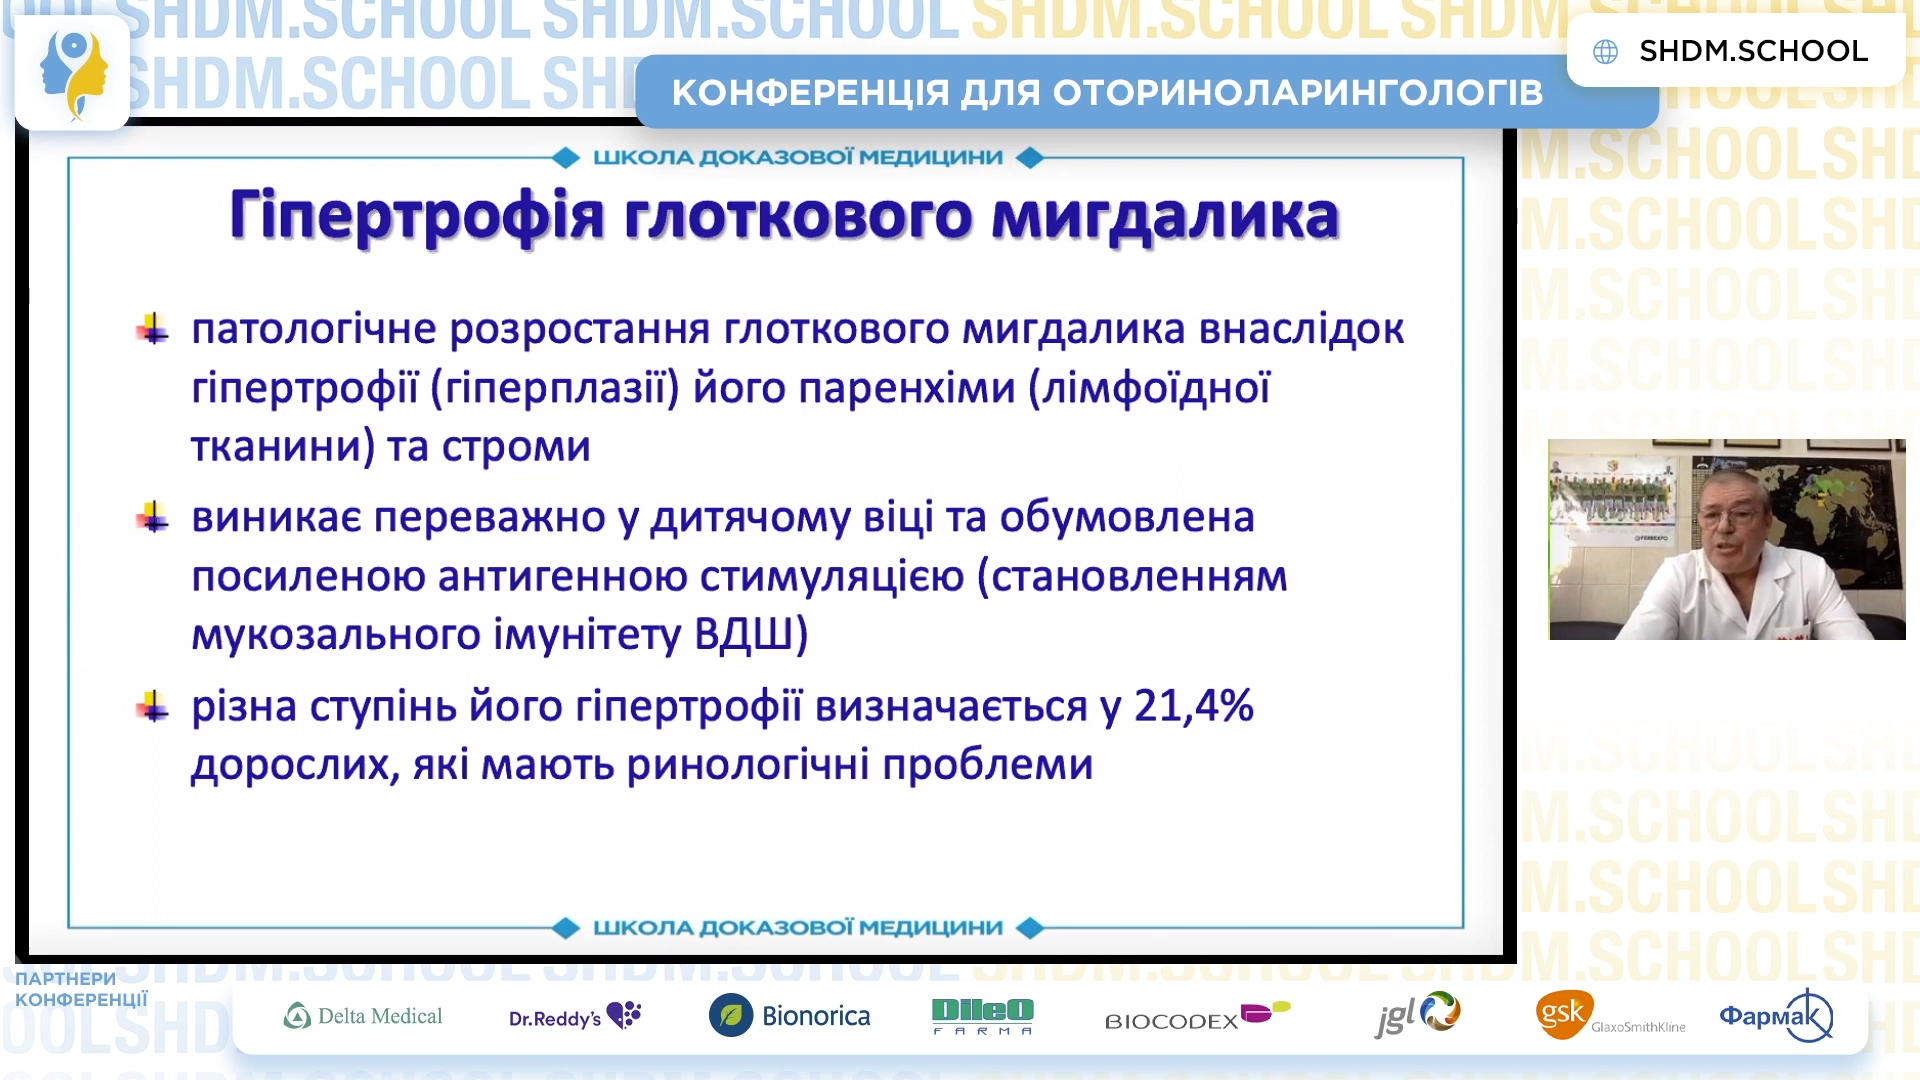 SHDM.SCHOOL
КОНФЕРЕНЦІЯ ДЛЯ ОТОРИНОЛАРИНГОЛОГІВ
ШКОЛА ДОКАЗОВОЇ МЕДИЦИНИ
Гіпертрофія глоткового мигдалика
патологічне розростання глоткового мигдалика внаслідок
гіпертрофії (гіперплазії) його паренхіми (лімфоїдної
тканини) та строми
виникає переважно у дитячому віці та обумовлена
посиленою антигенною стимуляцією (становленням
мукозального імунітету ВДШ)
різна ступінь його гіпертрофії визначається у 21,4%
дорослих, які мають ринологічні проблеми
ШКОЛА ДОКАЗОВОЇ МЕДИЦИНИ
ПАРТНЕРИ
КОНФЕРЕНЦІЇ
Delta Medical
Dr.Reddy's
Bionorica
DileO
FARMA
BIOCODEX
jgl
gsk
GlaxoSmithKline
Фармак